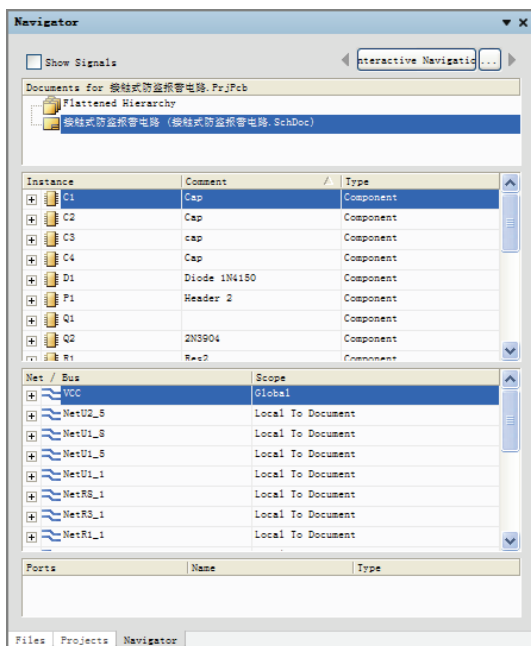 Navigator
Show Signals
nteractive Navigatio ...
Documents for 接触式防盗报警电路.PrjPcb
Flattened Hierarchy
接触式防盗报警电路 (接触式防盗报警电路.SchDoc)
Instance Comment Type
C1 Cap Component
C2 Cap Component
C3 cap Component
C4 Cap Component
D1 Diode 1N4150 Component
P1 Header 2 Component
Q1 Component
Q2 2N3904 Component
R1 Res2 Component
Net / Bus Scope
VCC Global
NetU2_5 Local To Document
NetU1_8 Local To Document
NetU1_5 Local To Document
NetU1_1 Local To Document
NetRS_1 Local To Document
NetR3_1 Local To Document
NetR1_1 Local To Document
Ports Name Type
Files Projects Navigator